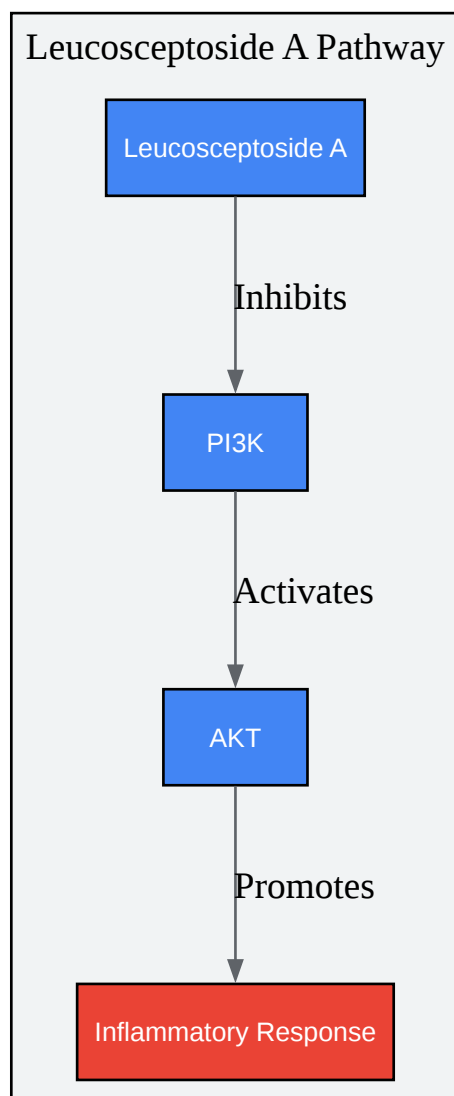 Leucosceptoside A Pathway
Leucosceptoside A
Inhibits
PI3K
Activates
AKT
Promotes
Inflammatory Response